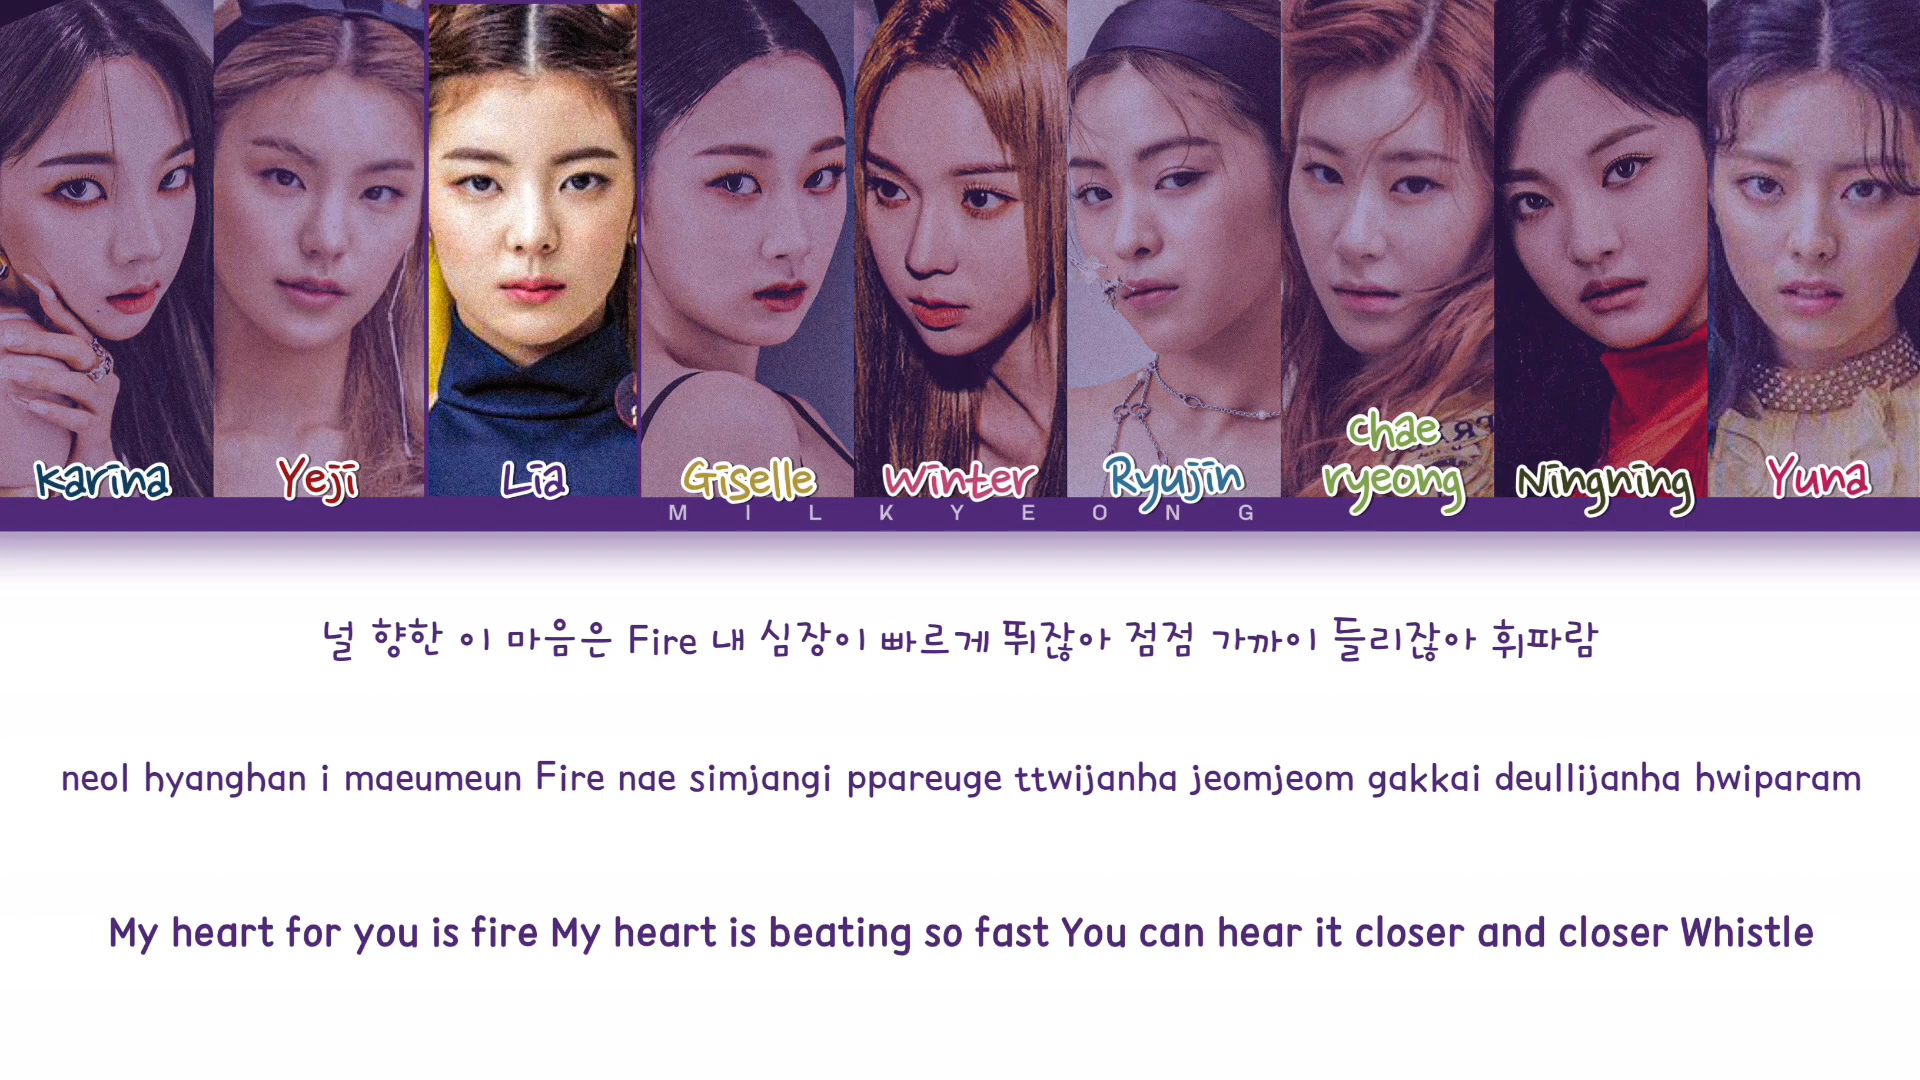 Karina
Yeji
Lia
Giselle
Winter
Ryujin
chae
ryeong
Ningning
Yuna
MILKYEONG
널 향한 이 마음은 Fire 내 심장이 빠르게 뛰잖아 점점 가까이 들리잖아 휘파람
neol hyanghan i maeumeun Fire nae simjangi ppareuge ttwijanha jeomjeom gakkai deullijanha hwiparam
My heart for you is fire My heart is beating so fast You can hear it closer and closer Whistle